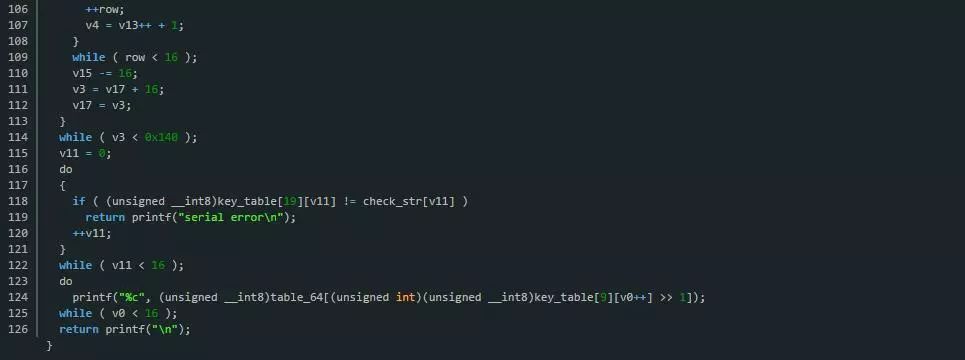 106 ++row;
107 v4 = v13++ + 1;
108 }
109 while ( row < 16 );
110 v15 -= 16;
111 v3 = v17 + 16;
112 v17 = v3;
113 }
114 while ( v3 < 0x140 );
115 v11 = 0;
116 do
117 {
118 if ( (unsigned __int8)key_table[19][v11] != check_str[v11] )
119 return printf("serial error\n");
120 ++v11;
121 }
122 while ( v11 < 16 );
123 do
124 printf("%c", (unsigned __int8)table_64[(unsigned int)(unsigned __int8)key_table[9][v0++] >> 1]);
125 while ( v0 < 16 );
126 return printf("\n");
}